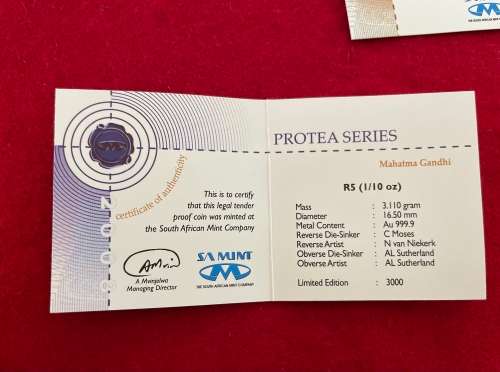 certificate of authenticity
This is to certify
that this legal tender
proof coin was minted at
the South African Mint Company
A Manjalwa
Managing Director
SA MINT
THE SOUTH AFRICAN MINT COMPANY
PROTEA SERIES
Mahatma Gandhi
R5 (1/10 oz)
Mass : 3.110 gram
Diameter : 16.50 mm
Metal Content : Au 999.9
Reverse Die-Sinker : C Moses
Reverse Artist : N van Niekerk
Obverse Die-Sinker : AL Sutherland
Obverse Artist : AL Sutherland
Limited Edition : 3000
SA MINT